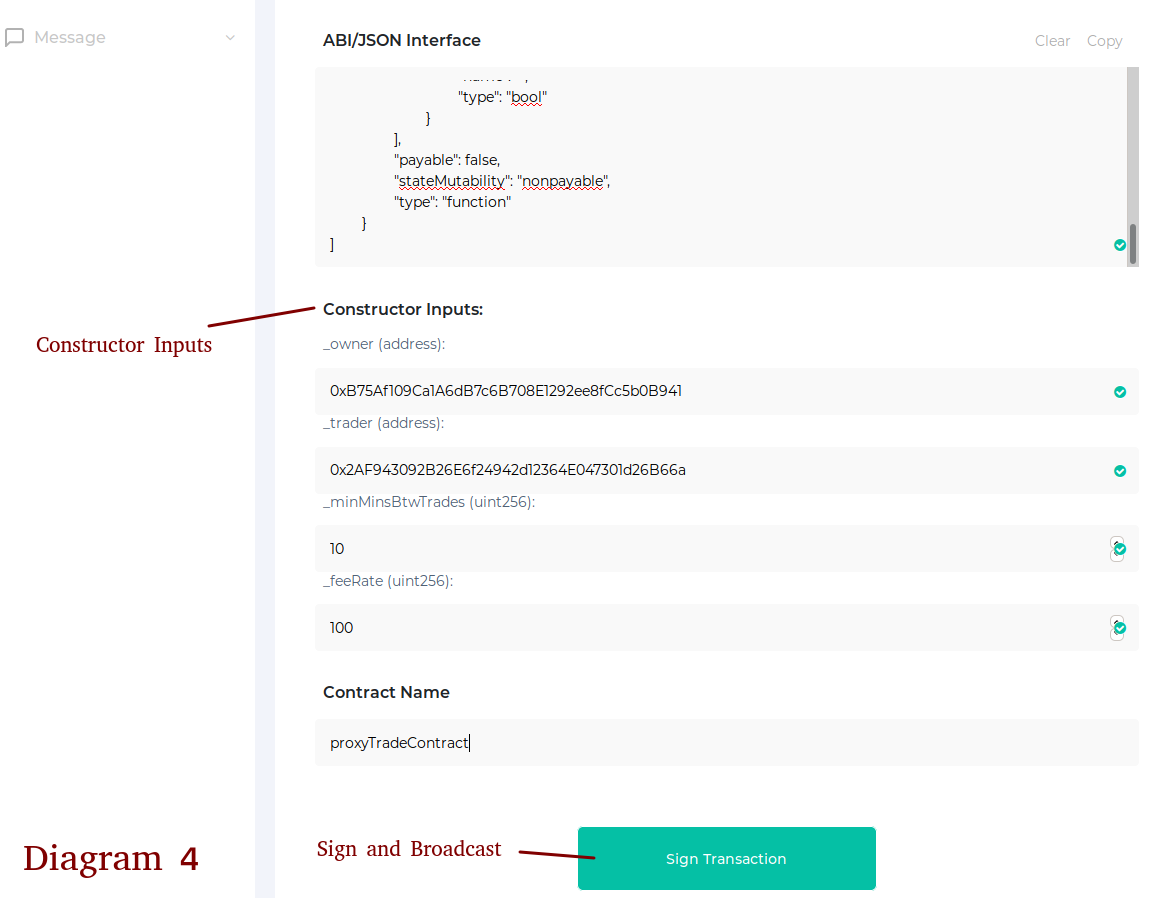 Message
ABI/JSON Interface
Clear Copy
"type": "bool"
}
],
"payable": false,
"stateMutability": "nonpayable",
"type": "function"
}
]
Constructor Inputs:
Constructor Inputs
_owner (address):
0xB75Af109Ca1A6dB7c6B708E1292ee8fCc5b0B941
_trader (address):
0x2AF943092B26E6f24942d12364E047301d26B66a
_minMinsBtwTrades (uint256):
10
_feeRate (uint256):
100
Contract Name
proxyTradeContract
Sign and Broadcast
Sign Transaction
Diagram 4